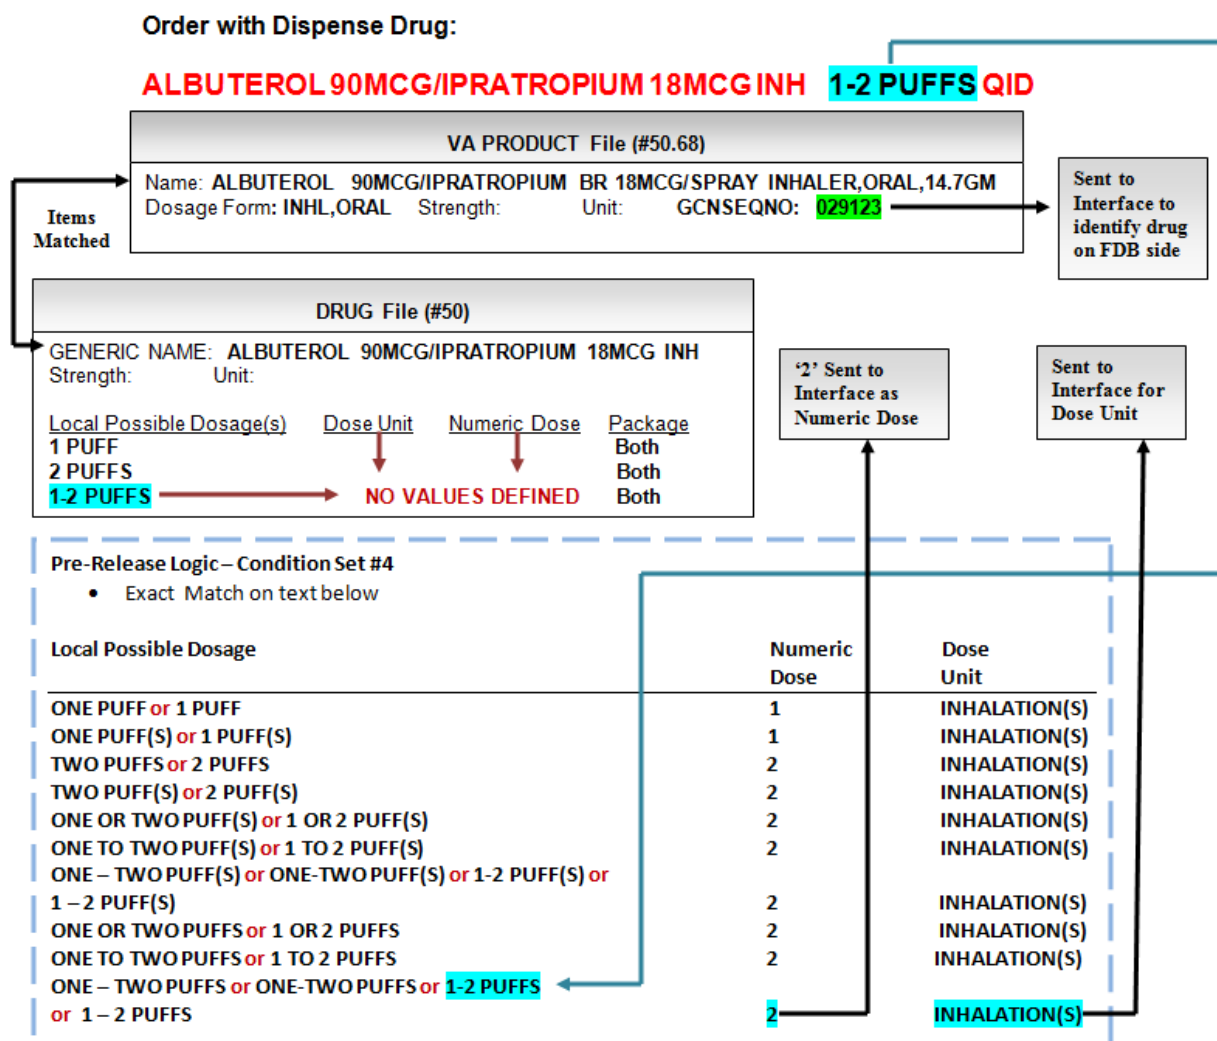 Order with Dispense Drug:
ALBUTEROL 90MCG/IPRATROPIUM 18MCG INH 1-2 PUFFS QID
VA PRODUCT File (#50.68)
Name: ALBUTEROL 90MCG/IPRATROPIUM BR 18MCG/SPRAY INHALER,ORAL,14.7GM
Dosage Form: INHL,ORAL Strength: Unit: GCNSEQNO: 029123
Sent to
Interface to
identify drug
on FDB side
Items
Matched
DRUG File (#50)
GENERIC NAME: ALBUTEROL 90MCG/IPRATROPIUM 18MCG INH
Strength: Unit:
Local Possible Dosage(s) Dose Unit Numeric Dose Package
1 PUFF Both
2 PUFFS Both
1-2 PUFFS NO VALUES DEFINED Both
‘2’ Sent to
Interface as
Numeric Dose
Sent to
Interface for
Dose Unit
Pre-Release Logic – Condition Set #4
• Exact Match on text below
Local Possible Dosage Numeric Dose
Dose Unit
ONE PUFF or 1 PUFF 1 INHALATION(S)
ONE PUFF(S) or 1 PUFF(S) 1 INHALATION(S)
TWO PUFFS or 2 PUFFS 2 INHALATION(S)
TWO PUFF(S) or 2 PUFF(S) 2 INHALATION(S)
ONE OR TWO PUFF(S) or 1 OR 2 PUFF(S) 2 INHALATION(S)
ONE TO TWO PUFF(S) or 1 TO 2 PUFF(S) 2 INHALATION(S)
ONE – TWO PUFF(S) or ONE-TWO PUFF(S) or 1-2 PUFF(S) or
1 – 2 PUFF(S) 2 INHALATION(S)
ONE OR TWO PUFFS or 1 OR 2 PUFFS 2 INHALATION(S)
ONE TO TWO PUFFS or 1 TO 2 PUFFS 2 INHALATION(S)
ONE – TWO PUFFS or ONE-TWO PUFFS or 1-2 PUFFS
or 1 – 2 PUFFS 2 INHALATION(S)